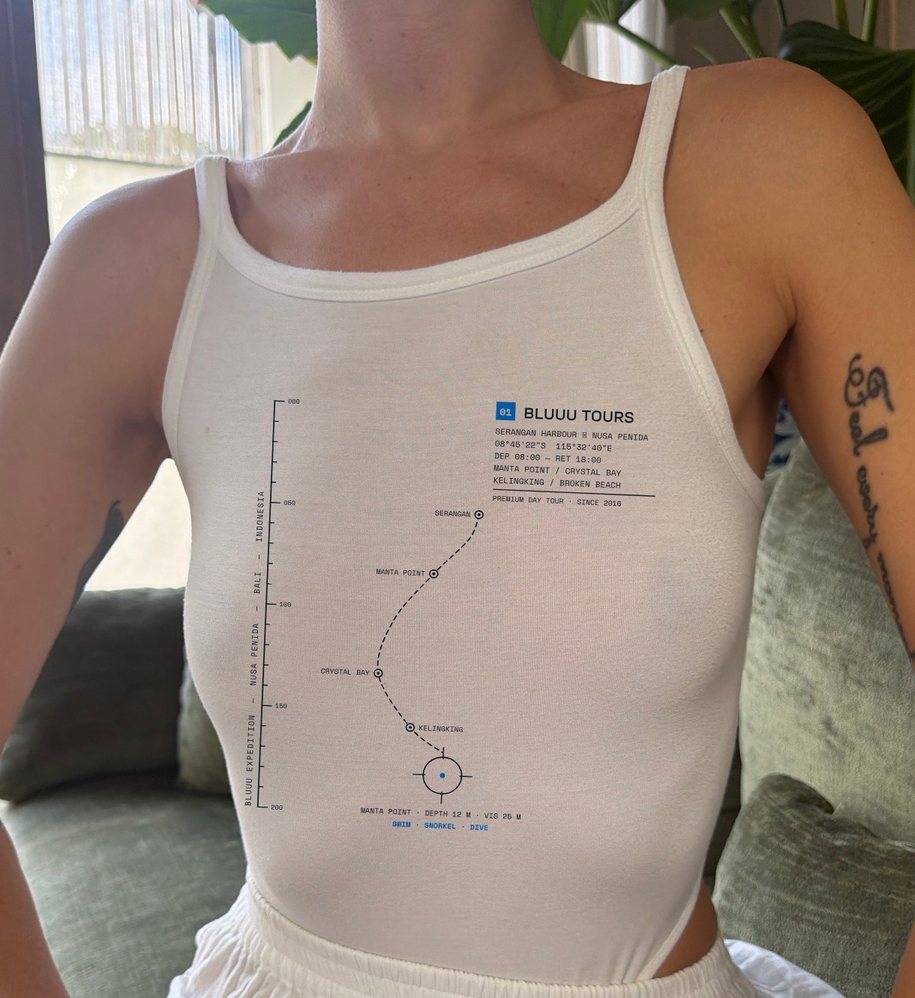 01 BLUUU TOURS
SERANGAN HARBOUR ⌧ NUSA PENIDA
08°45'22"S 115°32'40"E
DEP 08:00 — RET 18:00
MANTA POINT / CRYSTAL BAY
KELINGKING / BROKEN BEACH
PREMIUM DAY TOUR · SINCE 2016
000
050
100
150
200
BLUUU EXPEDITION — NUSA PENIDA — BALI — INDONESIA
SERANGAN
MANTA POINT
CRYSTAL BAY
KELINGKING
MANTA POINT · DEPTH 12 M · VIS 25 M
SWIM · SNORKEL · DIVE
Feel every